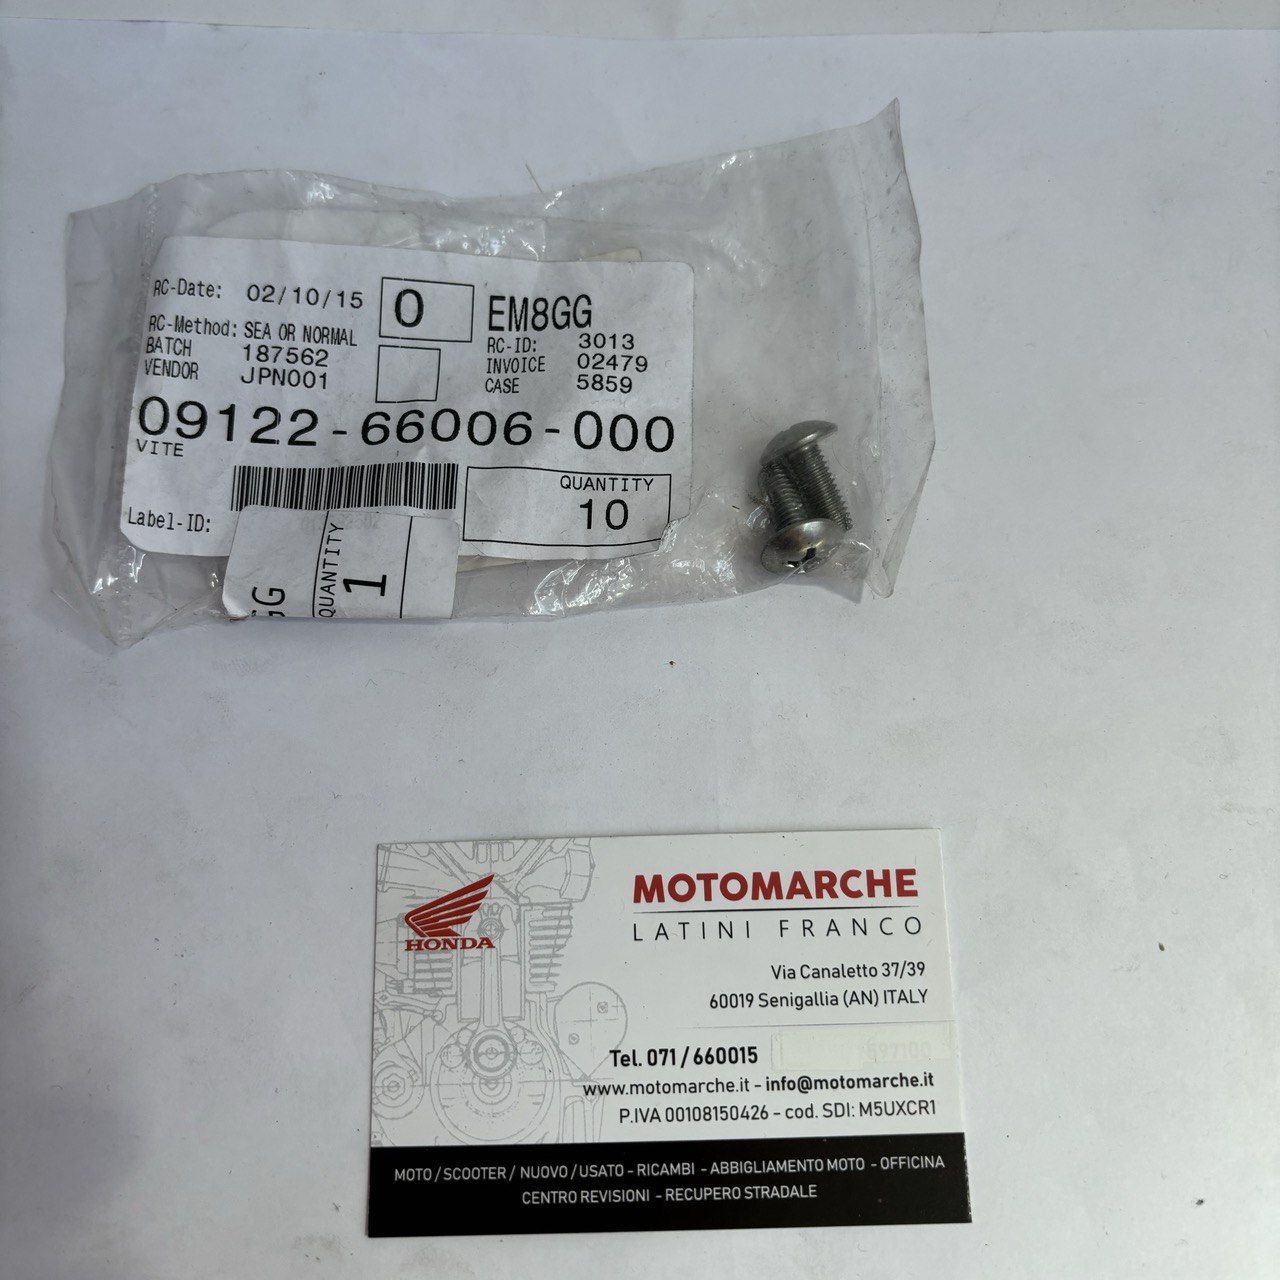 RC-Date: 02/10/15 0 EM8GG
RC-Method: SEA OR NORMAL RC-ID: 3013
BATCH 187562 INVOICE 02479
VENDOR JPN001 CASE 5859
09122-66006-000
VITE
QUANTITY
10
Label-ID:
GG
QUANTITY
1
HONDA
MOTOMARCHE
LATINI FRANCO
Via Canaletto 37/39
60019 Senigallia (AN) ITALY
Tel. 071 / 660015
www.motomarche.it - info@motomarche.it
P.IVA 00108150426 - cod. SDI: M5UXCR1
MOTO / SCOOTER / NUOVO / USATO - RICAMBI - ABBIGLIAMENTO MOTO - OFFICINA
CENTRO REVISIONI - RECUPERO STRADALE